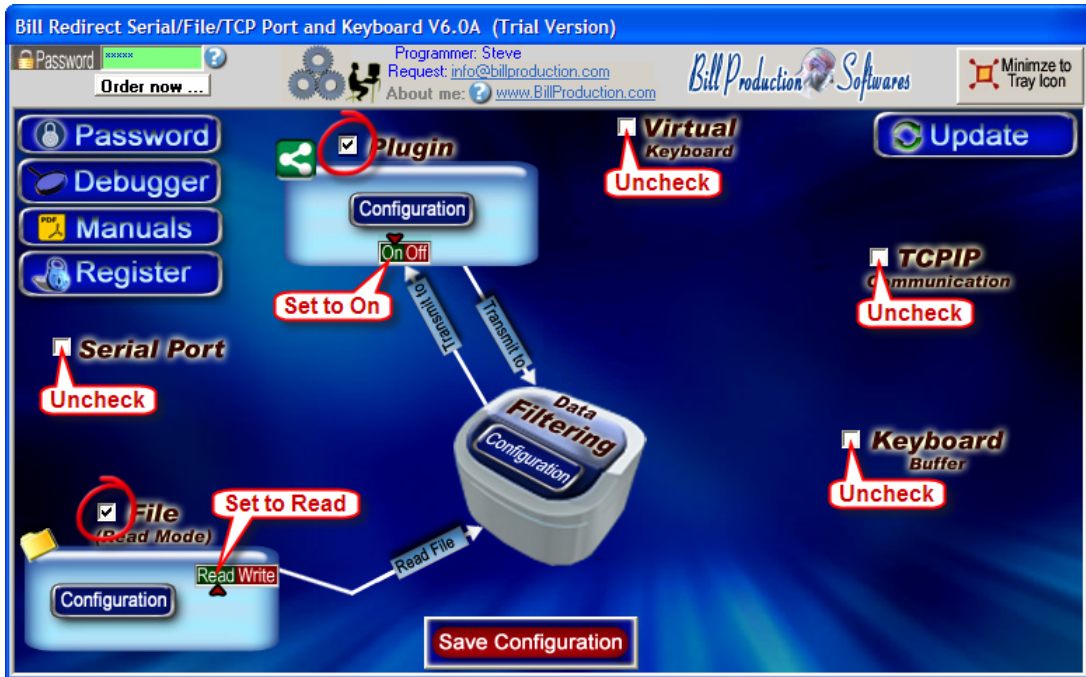 Bill Redirect Serial/File/TCP Port and Keyboard V6.0A (Trial Version)
Password *****
Order now ...
Programmer: Steve
Request: info@billproduction.com
About me: www.BillProduction.com
Bill Production Softwares
Minimze to
Tray Icon
Password
Debugger
PDF Manuals
Register
Plugin
Configuration
On Off
Set to On
Virtual
Keyboard
Uncheck
Update
TCPIP
Communication
Uncheck
Transmit to
Transmit to
Serial Port
Uncheck
Data
Filtering
Configuration
Keyboard
Buffer
Uncheck
File
(Read Mode)
Set to Read
Read Write
Configuration
Read File
Save Configuration